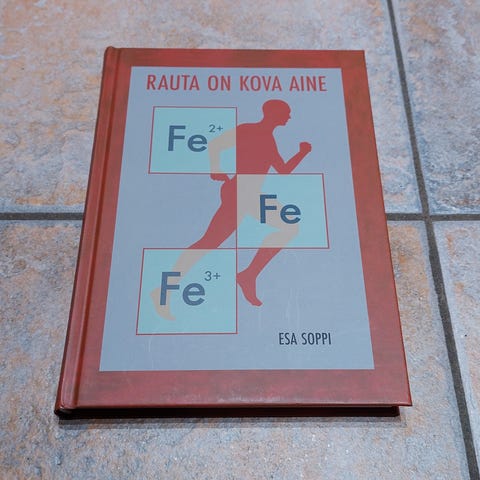 RAUTA ON KOVA AINE
Fe²⁺
Fe
Fe³⁺
ESA SOPPI